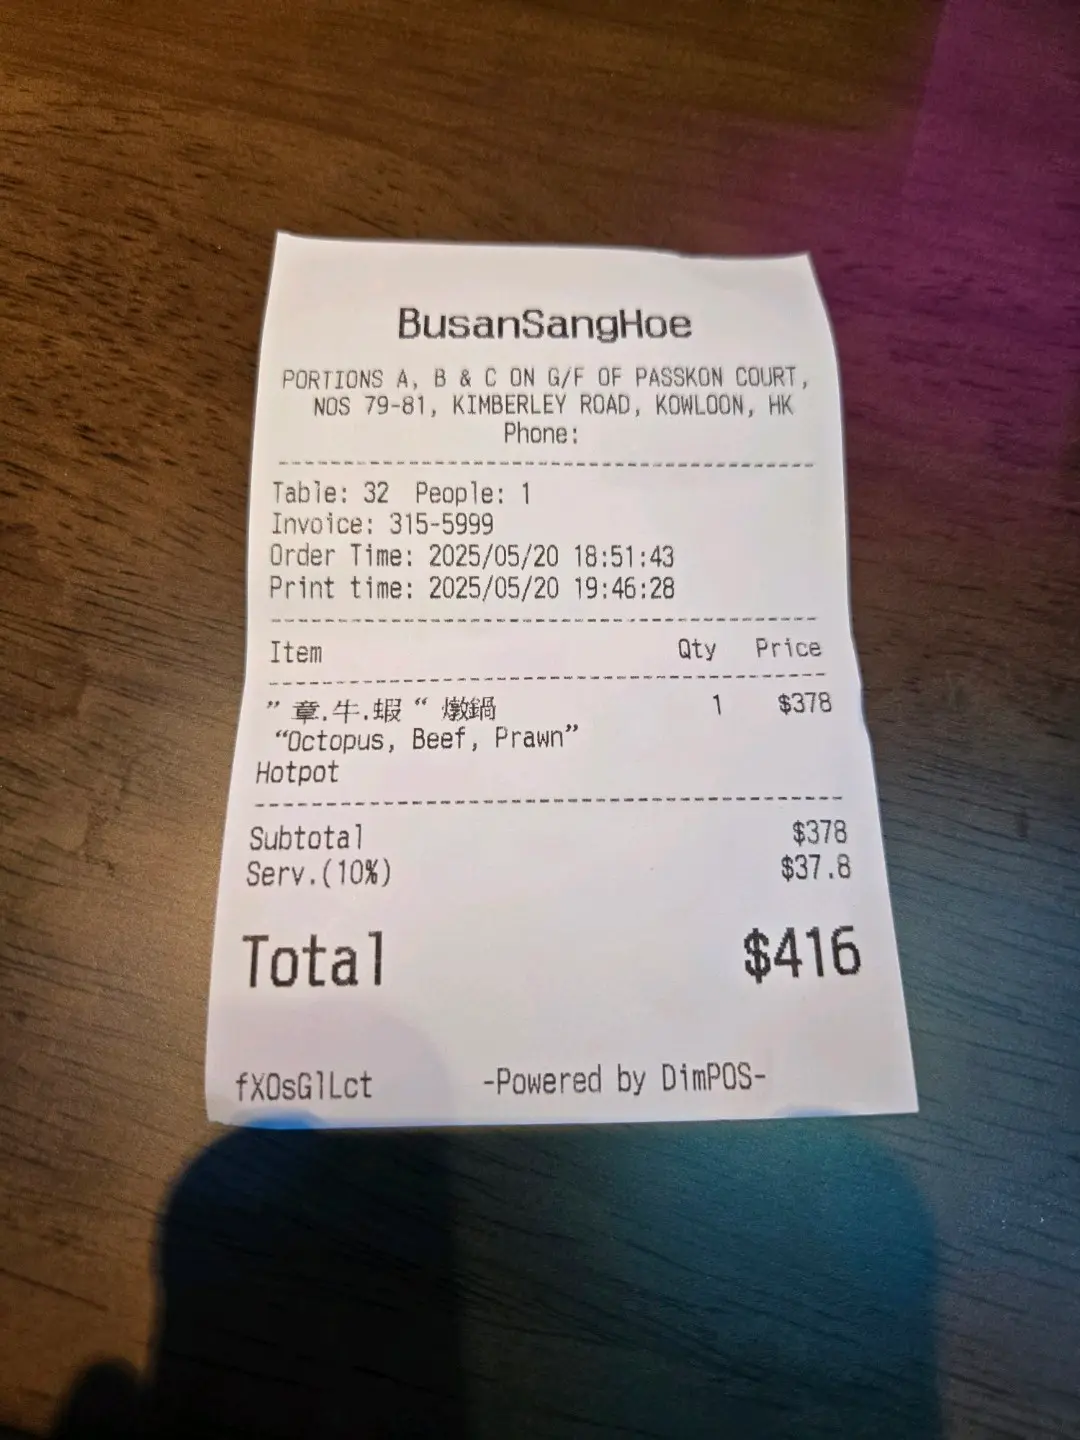 BusanSangHoe
PORTIONS A, B & C ON G/F OF PASSKON COURT,
NOS 79-81, KIMBERLEY ROAD, KOWLOON, HK
Phone:
Table: 32 People: 1
Invoice: 315-5999
Order Time: 2025/05/20 18:51:43
Print time: 2025/05/20 19:46:28
Item Qty Price
” 章.牛.蝦 “ 燉鍋 1 $378
“Octopus, Beef, Prawn”
Hotpot
Subtotal $378
Serv.(10%) $37.8
Total $416
fXOsGlLct -Powered by DimPOS-